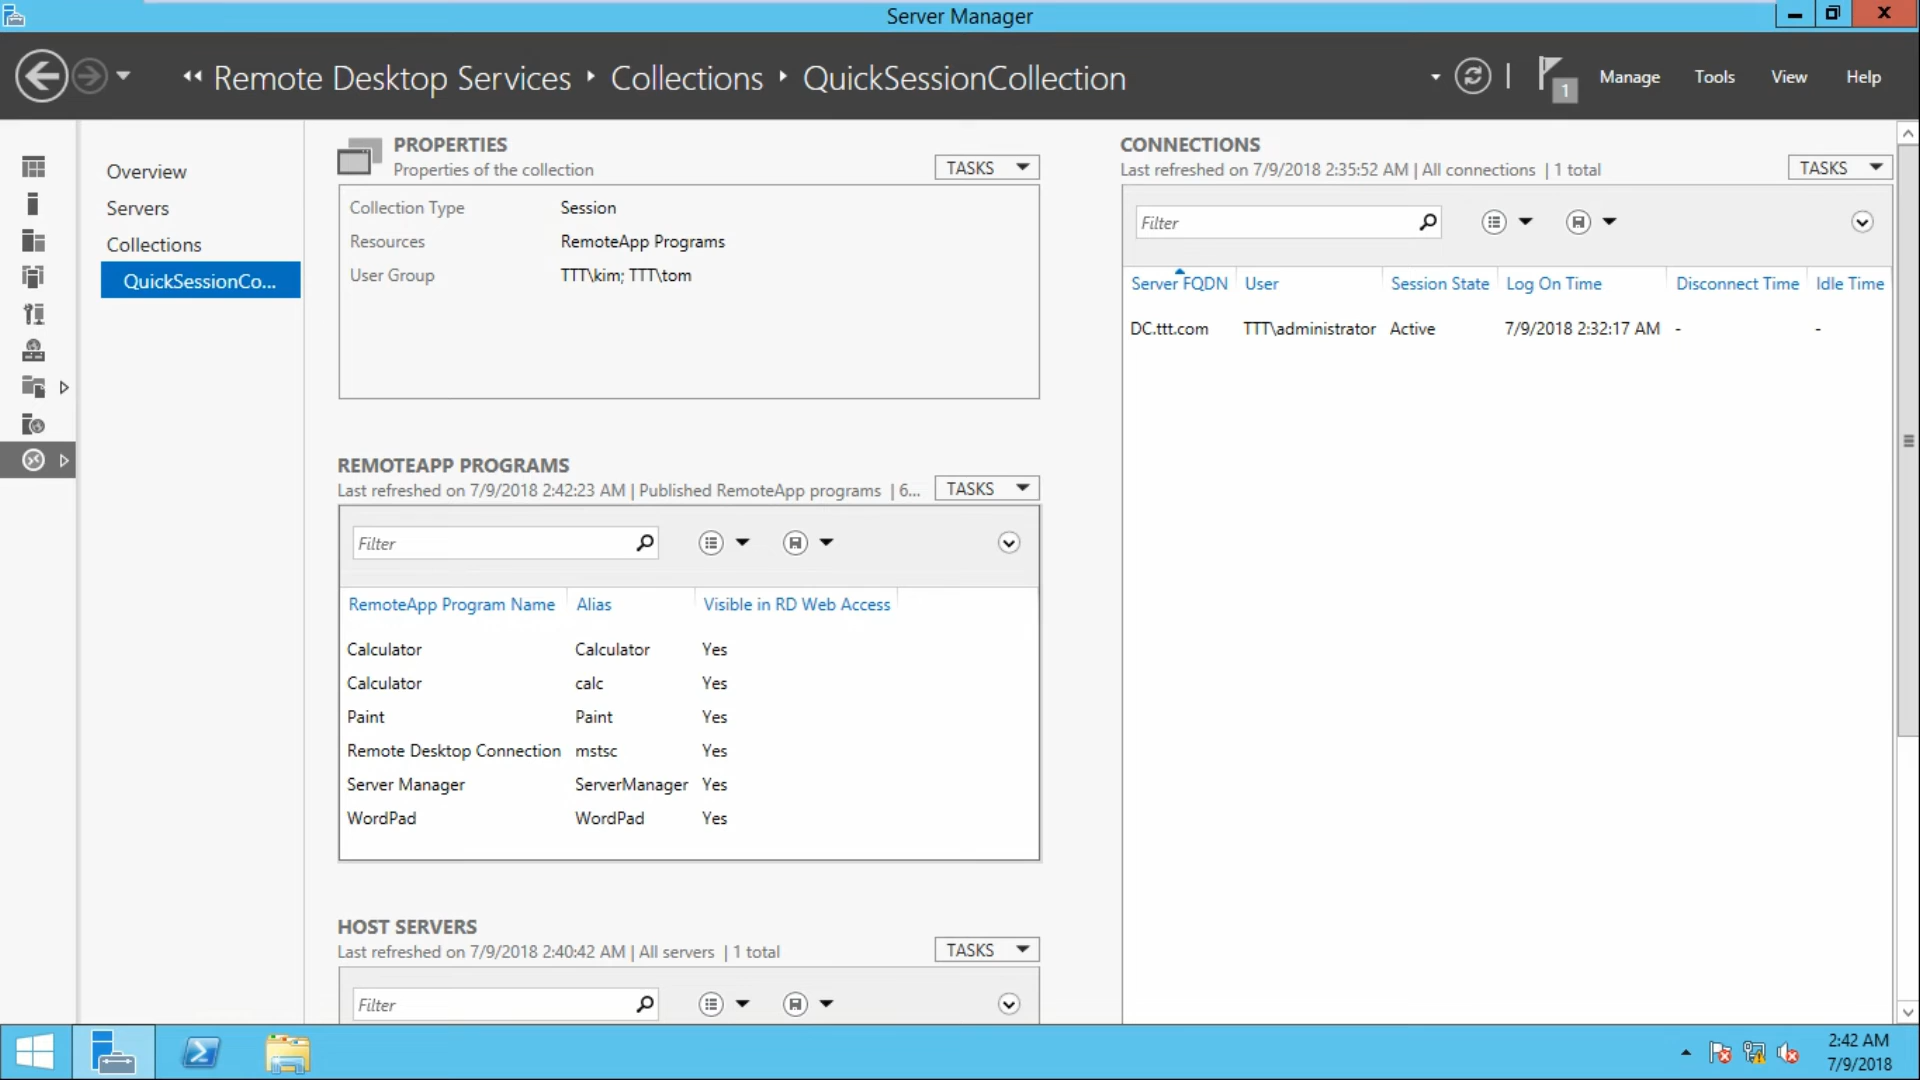 Server Manager
Remote Desktop Services Collections QuickSessionCollection
1
Manage
Tools
View
Help
Overview
Servers
Collections
QuickSessionCo...
PROPERTIES
Properties of the collection
TASKS
Collection Type Session
Resources RemoteApp Programs
User Group TTT\kim; TTT\tom
REMOTEAPP PROGRAMS
Last refreshed on 7/9/2018 2:42:23 AM | Published RemoteApp programs | 6...
TASKS
Filter
RemoteApp Program Name Alias Visible in RD Web Access
Calculator Calculator Yes
Calculator calc Yes
Paint Paint Yes
Remote Desktop Connection mstsc Yes
Server Manager ServerManager Yes
WordPad WordPad Yes
HOST SERVERS
Last refreshed on 7/9/2018 2:40:42 AM | All servers | 1 total
TASKS
Filter
CONNECTIONS
Last refreshed on 7/9/2018 2:35:52 AM | All connections | 1 total
TASKS
Filter
Server FQDN User Session State Log On Time Disconnect Time Idle Time
DC.ttt.com TTT\administrator Active 7/9/2018 2:32:17 AM - -
2:42 AM
7/9/2018